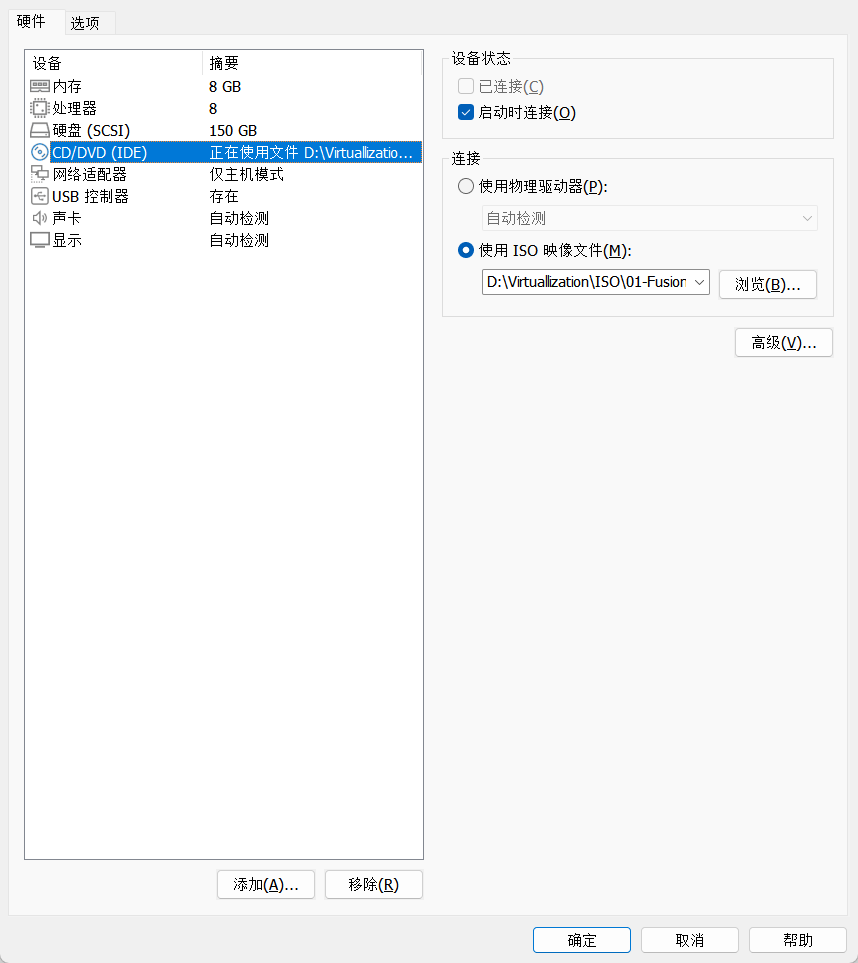 硬件 选项
设备 摘要
内存 8 GB
处理器 8
硬盘 (SCSI) 150 GB
CD/DVD (IDE) 正在使用文件 D:\Virtuallizatio...
网络适配器 仅主机模式
USB 控制器 存在
声卡 自动检测
显示 自动检测
添加(A)... 移除(R)
设备状态
已连接(C)
启动时连接(O)
连接
使用物理驱动器(P):
自动检测
使用 ISO 映像文件(M):
D:\Virtuallization\ISO\01-Fusion 浏览(B)...
高级(V)...
确定 取消 帮助